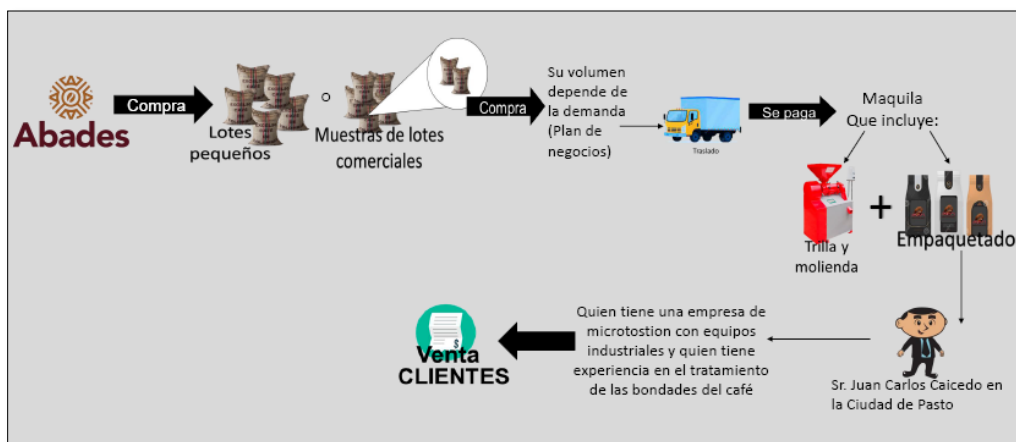 Abades
Compra
Lotes
pequeños
o
Muestras de lotes
comerciales
Compra
Su volumen
depende de
la demanda
(Plan de
negocios)
Traslado
Se paga
Maquila
Que incluye:
Trilla y
molienda
+
Empaquetado
Sr. Juan Carlos Caicedo en
la Ciudad de Pasto
Quien tiene una empresa de
microtostion con equipos
industriales y quien tiene
experiencia en el tratamiento
de las bondades del café
$
Venta
CLIENTES